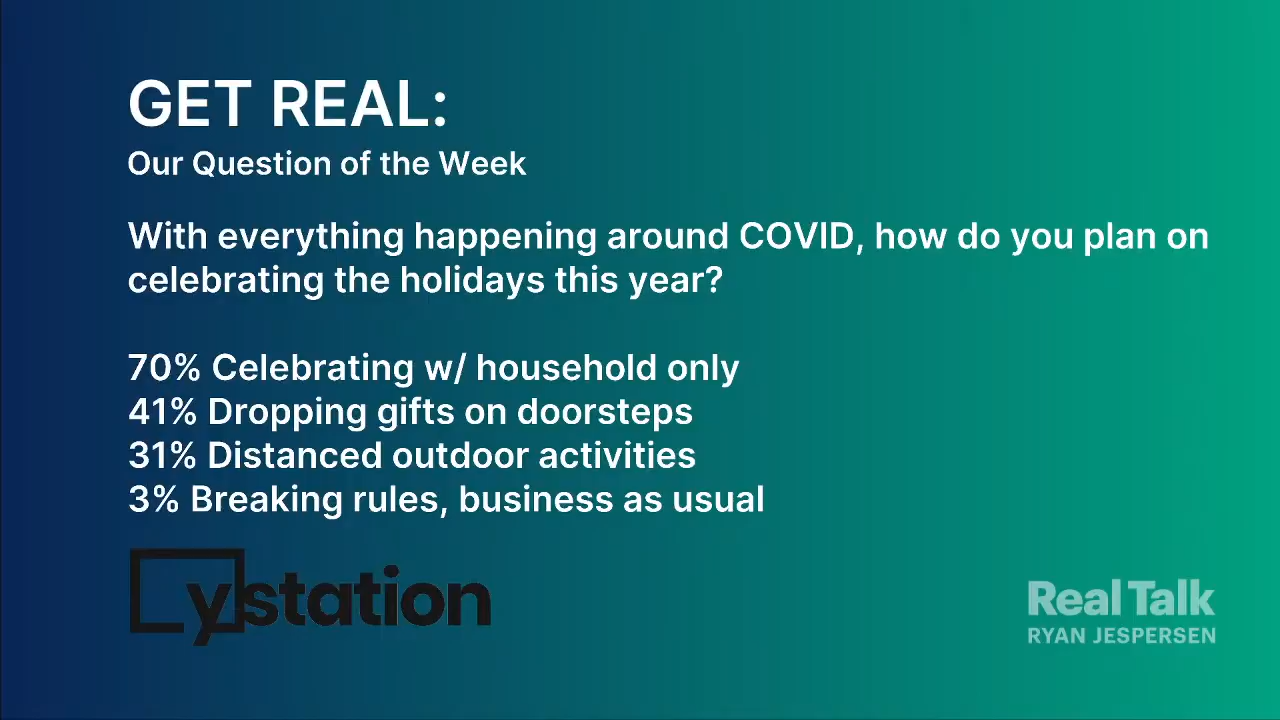 GET REAL:
Our Question of the Week
With everything happening around COVID, how do you plan on
celebrating the holidays this year?
70% Celebrating w/ household only
41% Dropping gifts on doorsteps
31% Distanced outdoor activities
3% Breaking rules, business as usual
ystation
Real Talk
RYAN JESPERSEN